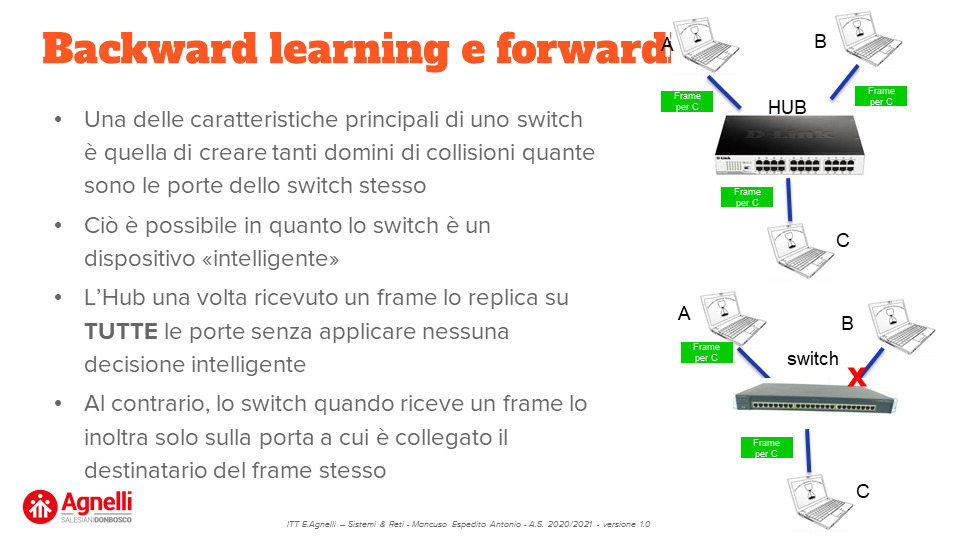 Backward learning e forwardi
• Una delle caratteristiche principali di uno switch
è quella di creare tanti domini di collisioni quante
sono le porte dello switch stesso
• Ciò è possibile in quanto lo switch è un
dispositivo «intelligente»
• L'Hub una volta ricevuto un frame lo replica su
TUTTE le porte senza applicare nessuna
decisione intelligente
• Al contrario, lo switch quando riceve un frame lo
inoltra solo sulla porta a cui è collegato il
destinatario del frame stesso
A
B
Frame
per C
Frame
per C
HUB
D-Link
D-Link
Frame
per C
C
A
B
Frame
per C
switch
X
Frame
per C
C
Agnelli
SALESIANI DONBOSCO
ITT E.Agnelli – Sistemi & Reti - Mancuso Espedito Antonio - A.S. 2020/2021 - versione 1.0